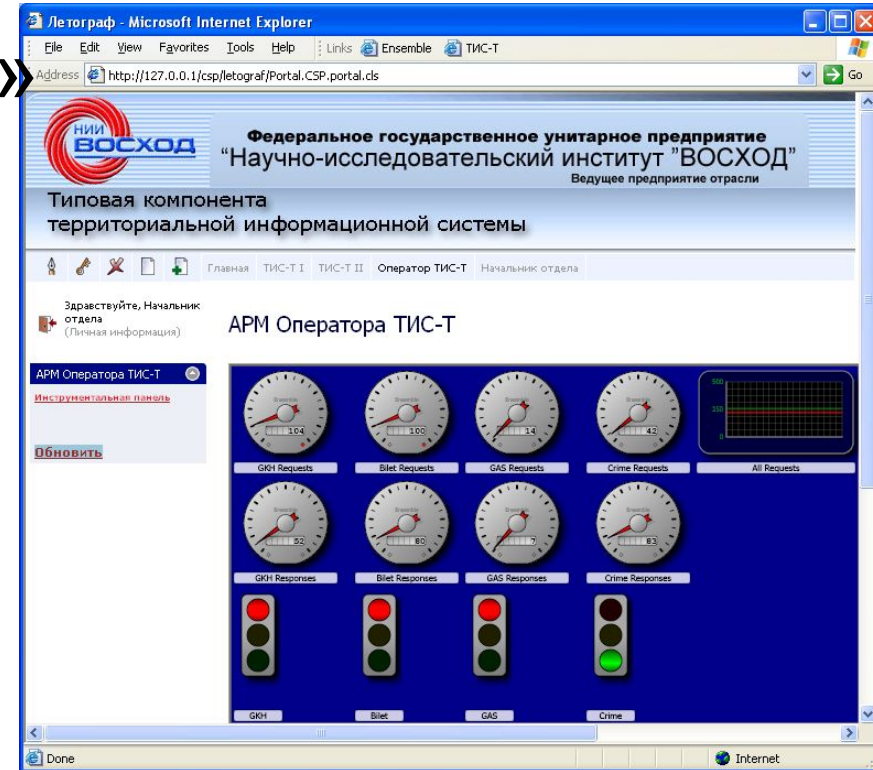 Летограф - Microsoft Internet Explorer
File Edit View Favorites Tools Help Links Ensemble ТИС-Т
Address http://127.0.0.1/csp/letograf/Portal.CSP.portal.cls Go
НИИ
ВОСХОД
Федеральное государственное унитарное предприятие
“Научно-исследовательский институт ”ВОСХОД”
Ведущее предприятие отрасли
Типовая компонента
территориальной информационной системы
Главная ТИС-Т I ТИС-Т II Оператор ТИС-Т Начальник отдела
Здравствуйте, Начальник
отдела
(Личная информация)
АРМ Оператора ТИС-Т
АРМ Оператора ТИС-Т
Инструментальная панель
Обновить
500
250
0
104 100 14 42
GKH Requests Bilet Requests GAS Requests Crime Requests All Requests
52 80 7 83
GKH Responses Bilet Responses GAS Responses Crime Responses
GKH Bilet GAS Crime
Done Internet